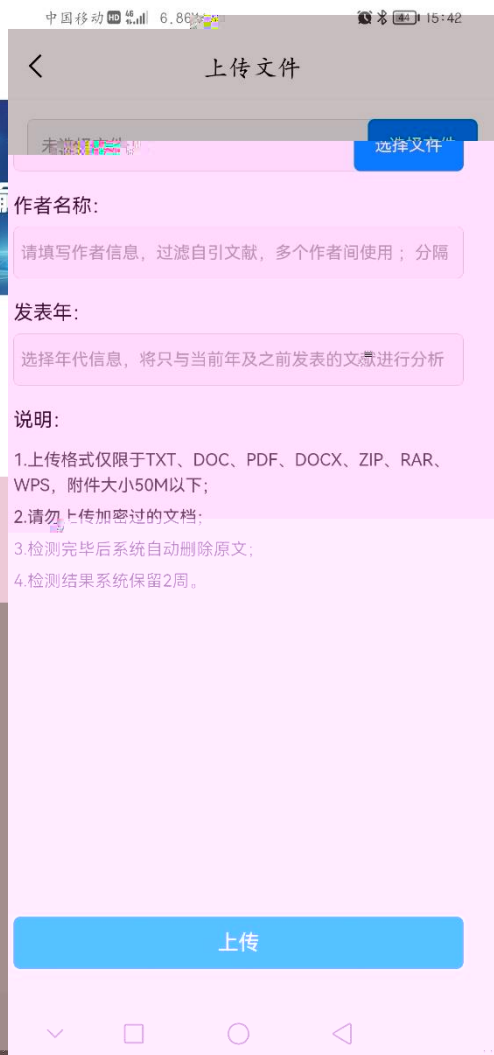 中国移动 HD 4G 6.86
15:42
上传文件
选择文件
作者名称：
请填写作者信息，过滤自引文献，多个作者间使用 ；分隔
发表年：
选择年代信息，将只与当前年及之前发表的文献进行分析
说明：
1.上传格式仅限于TXT、DOC、PDF、DOCX、ZIP、RAR、
WPS，附件大小50M以下；
2.请勿上传加密过的文档；
3.检测完毕后系统自动删除原文；
4.检测结果系统保留2周。
上传